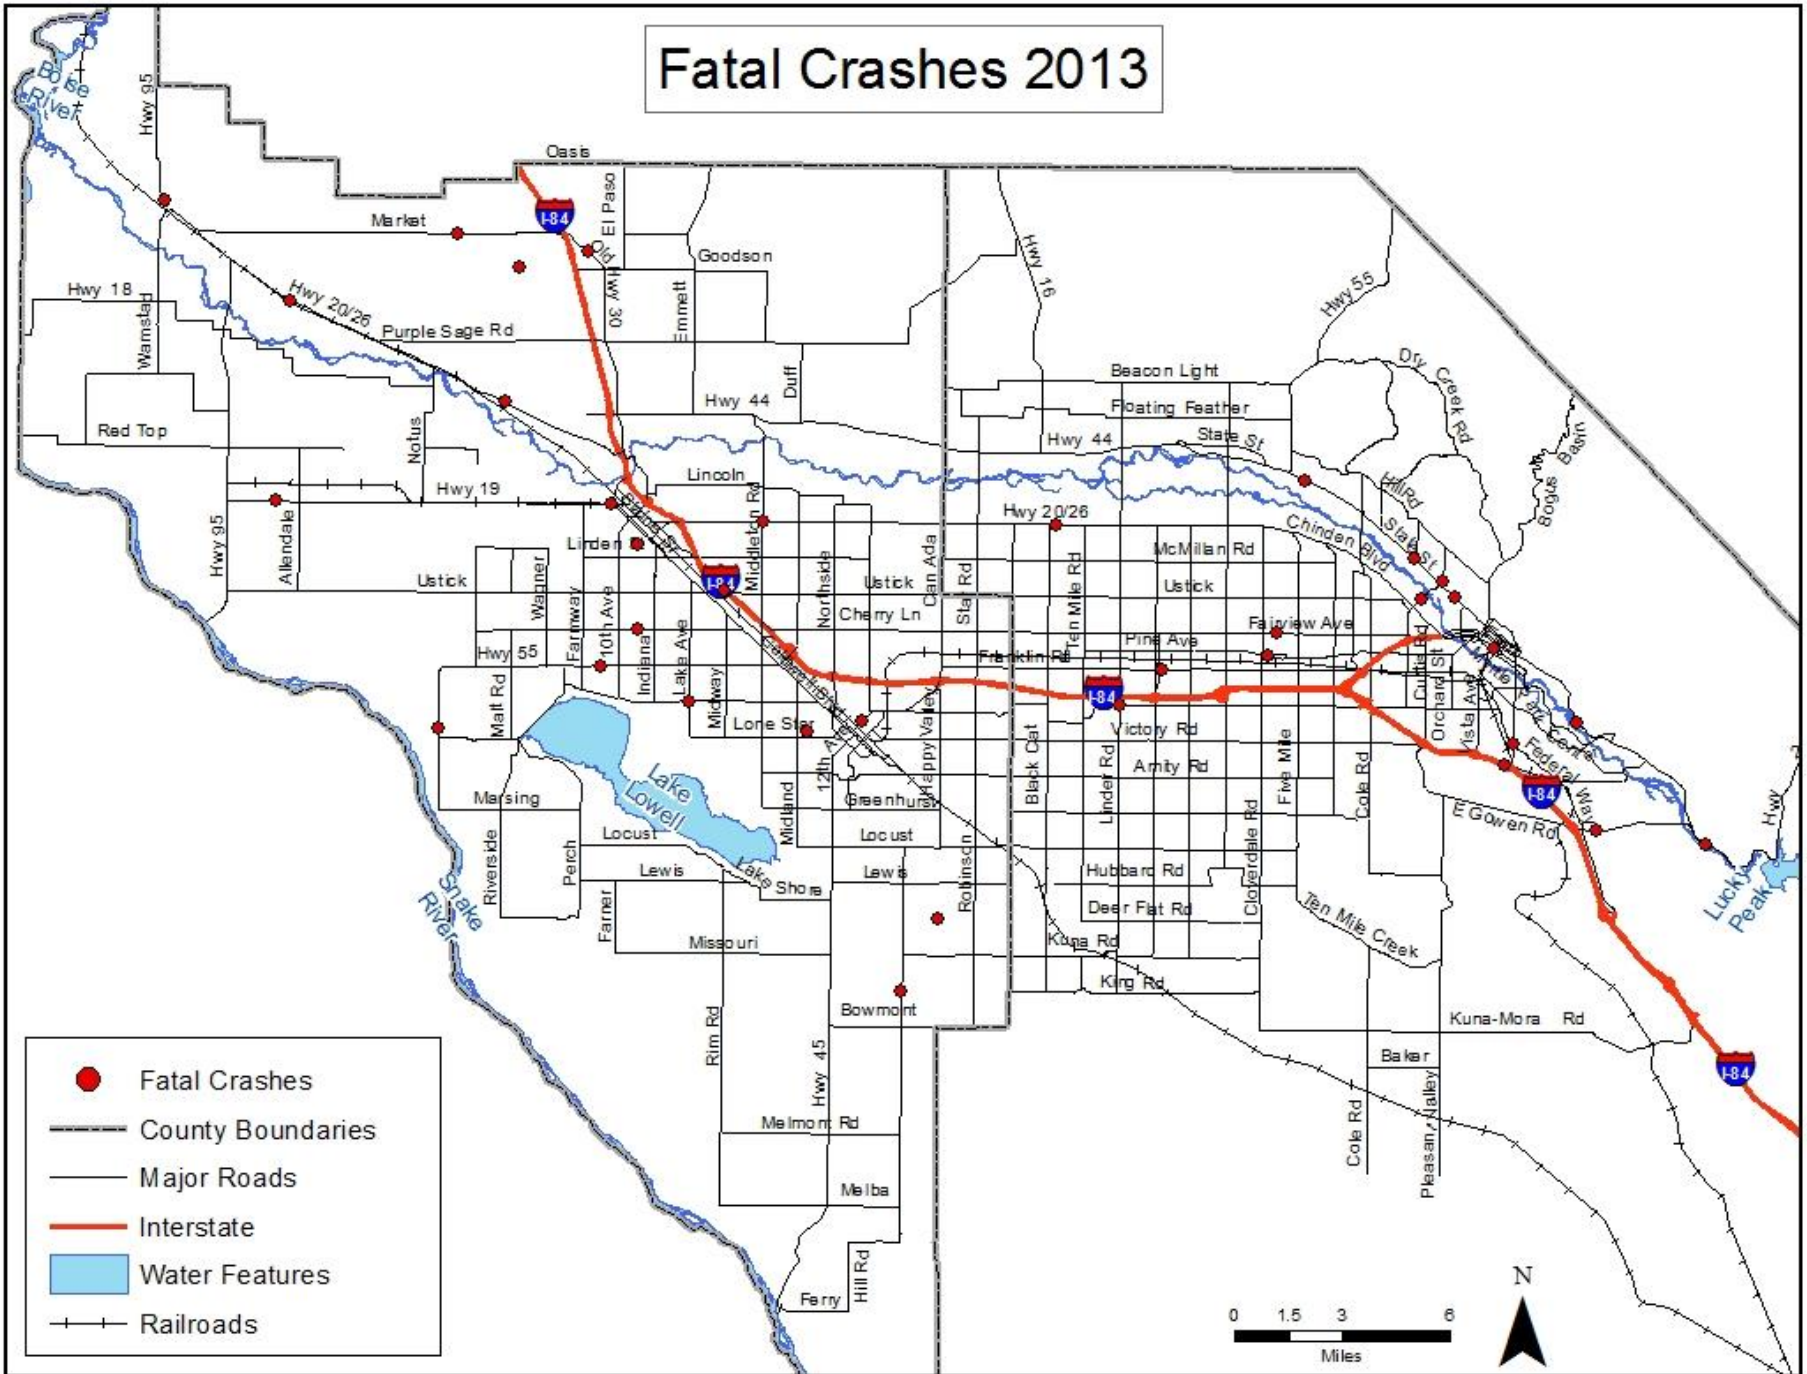 Fatal Crashes 2013
Boise
River
Hwy 95
Oasis
El Paso
I-84
Market
Old
Hwy 30
Goodson
Hwy 16
Hwy 55
Hwy 18
Wamstad
Hwy 20/26
Purple Sage Rd
Emmett
Duff
Beacon Light
Dry Creek Rd
Floating Feather
Hwy 44
Hwy 44
State St
Red Top
Notus
Bogus Basin
Lincoln
Hill Rd
Hwy 19
Middleton Rd
Hwy 20/26
Chinden Blvd
State St
Hwy 95
Allendale
Linden
McMillan Rd
Ustick
Wagner
Farmway
10th Ave
I-84
Northside
Ustick
Can Ada
Star Rd
Ten Mile Rd
Ustick
Cherry Ln
Fairview Ave
Pine Ave
Hwy 55
Indiana
Lake Ave
Midway
Franklin Rd
Malt Rd
Lone Star
12th Ave
Happy Valley
Black Cat
I-84
Victory Rd
Five Mile
Cole Rd
Orchard St
Vista Ave
Federal Way
Linder Rd
Amity Rd
I-84
Marsing
Lake
Lowell
Midland
Greenhurst
E Gowen Rd
Hwy
Riverside
Perch
Locust
Locust
Robinson
Cloverdale Rd
Lewis
Lake Shore
Lewis
Hubbard Rd
Lucky
Peak
Snake
River
Farner
Deer Flat Rd
Ten Mile Creek
Missouri
Kuna Rd
King Rd
Rim Rd
Bowmont
Kuna-Mora Rd
Hwy 45
Baker
I-84
Cole Rd
Melmont Rd
Melba
Hill Rd
Ferry
Fatal Crashes
County Boundaries
Major Roads
Interstate
Water Features
Railroads
N
0 1.5 3 6
Miles